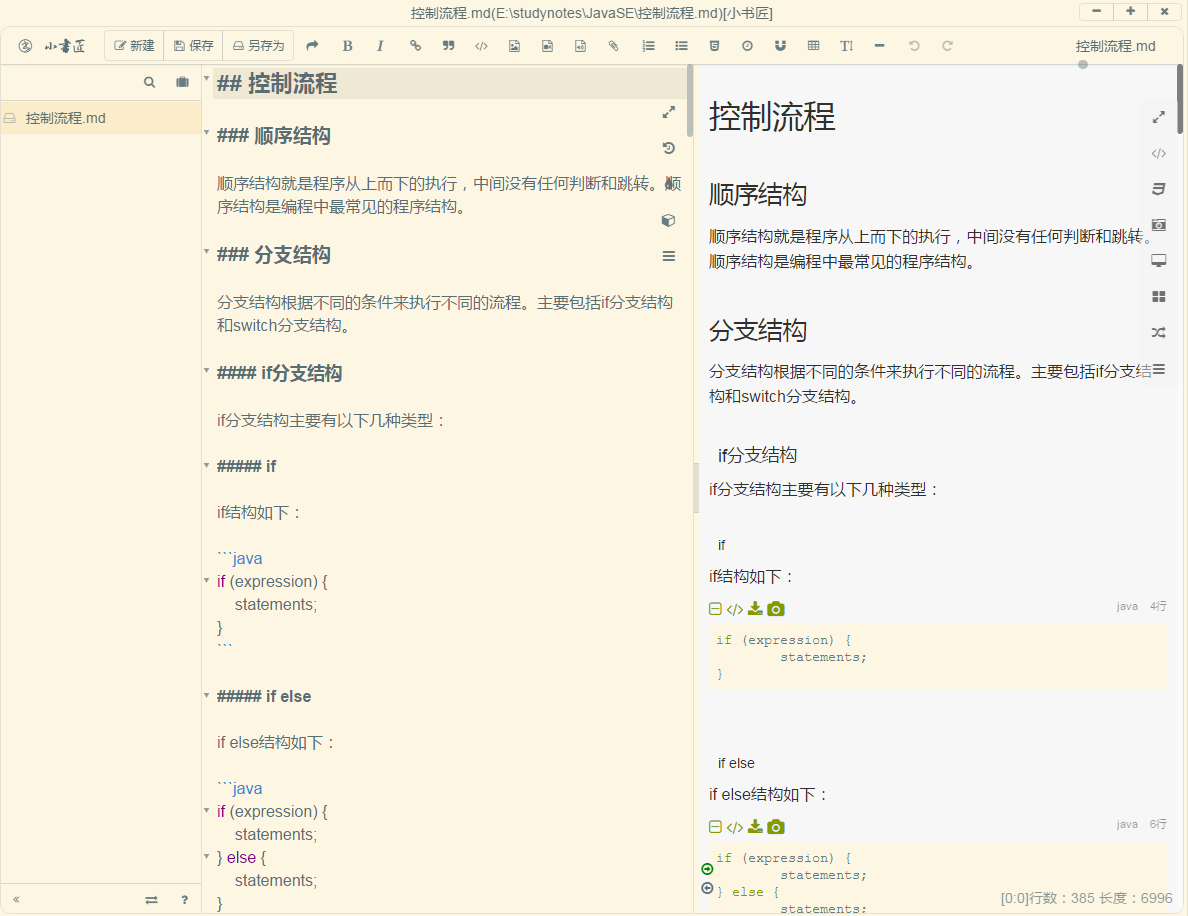 控制流程.md(E:\studynotes\JavaSE\控制流程.md)[小书匠]
小书匠 新建 保存 另存为 B I TI 控制流程.md
控制流程.md
## 控制流程
### 顺序结构
顺序结构就是程序从上而下的执行，中间没有任何判断和跳转。顺
序结构是编程中最常见的程序结构。
### 分支结构
分支结构根据不同的条件来执行不同的流程。主要包括if分支结构
和switch分支结构。
#### if分支结构
if分支结构主要有以下几种类型：
##### if
if结构如下：
```java
if (expression) {
statements;
}
```
##### if else
if else结构如下：
```java
if (expression) {
statements;
} else {
statements;
}
控制流程
顺序结构
顺序结构就是程序从上而下的执行，中间没有任何判断和跳转。
顺序结构是编程中最常见的程序结构。
分支结构
分支结构根据不同的条件来执行不同的流程。主要包括if分支结
构和switch分支结构。
if分支结构
if分支结构主要有以下几种类型：
if
if结构如下：
java 4行
if (expression) {
statements;
}
if else
if else结构如下：
java 6行
if (expression) {
statements;
} else {
statements;
[0:0]行数：385 长度：6996